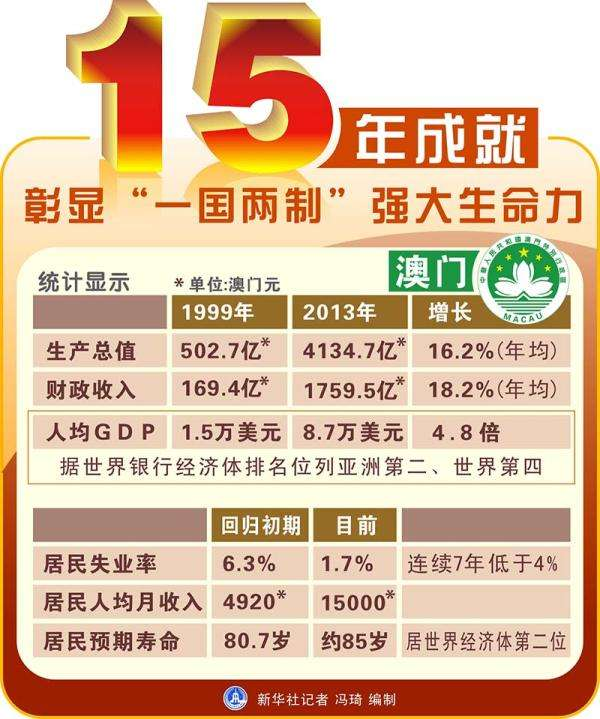 15
年成就
彰显“一国两制”强大生命力
统计显示 *单位:澳门元 澳门
中华人民共和国澳门特别行政区
MACAU
1999年 2013年 增长
生产总值 502.7亿* 4134.7亿* 16.2%(年均)
财政收入 169.4亿* 1759.5亿* 18.2%(年均)
人均GDP 1.5万美元 8.7万美元 4.8倍
据世界银行经济体排名位列亚洲第二、世界第四
回归初期 目前
居民失业率 6.3% 1.7% 连续7年低于4%
居民人均月收入 4920* 15000*
居民预期寿命 80.7岁 约85岁 居世界经济体第二位
新华社记者 冯琦 编制